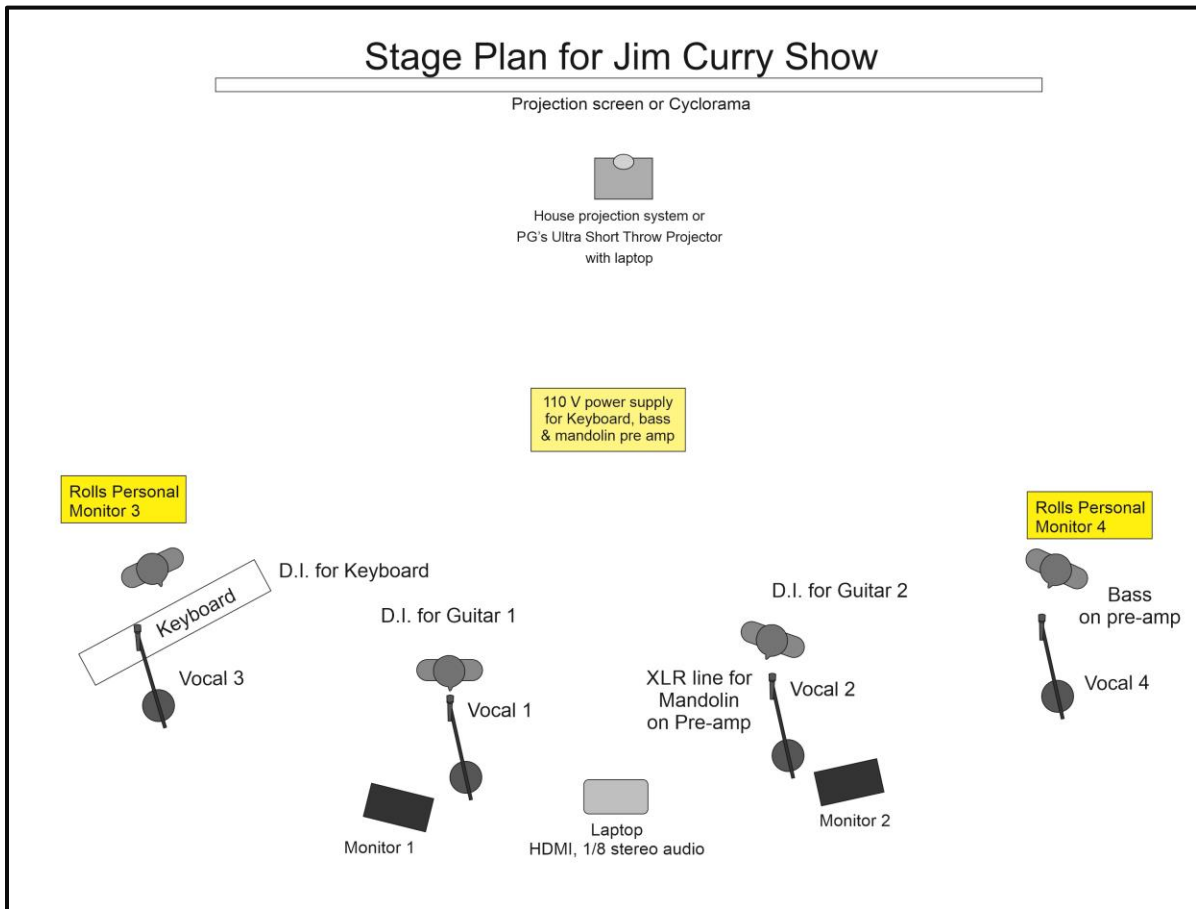 Stage Plan for Jim Curry Show
Projection screen or Cyclorama
House projection system or
PG's Ultra Short Throw Projector
with laptop
110 V power supply
for Keyboard, bass
& mandolin pre amp
Rolls Personal
Monitor 3
Rolls Personal
Monitor 4
D.I. for Keyboard
Keyboard
Vocal 3
D.I. for Guitar 1
Vocal 1
D.I. for Guitar 2
XLR line for
Mandolin
on Pre-amp
Vocal 2
Bass
on pre-amp
Vocal 4
Monitor 1
Laptop
HDMI, 1/8 stereo audio
Monitor 2